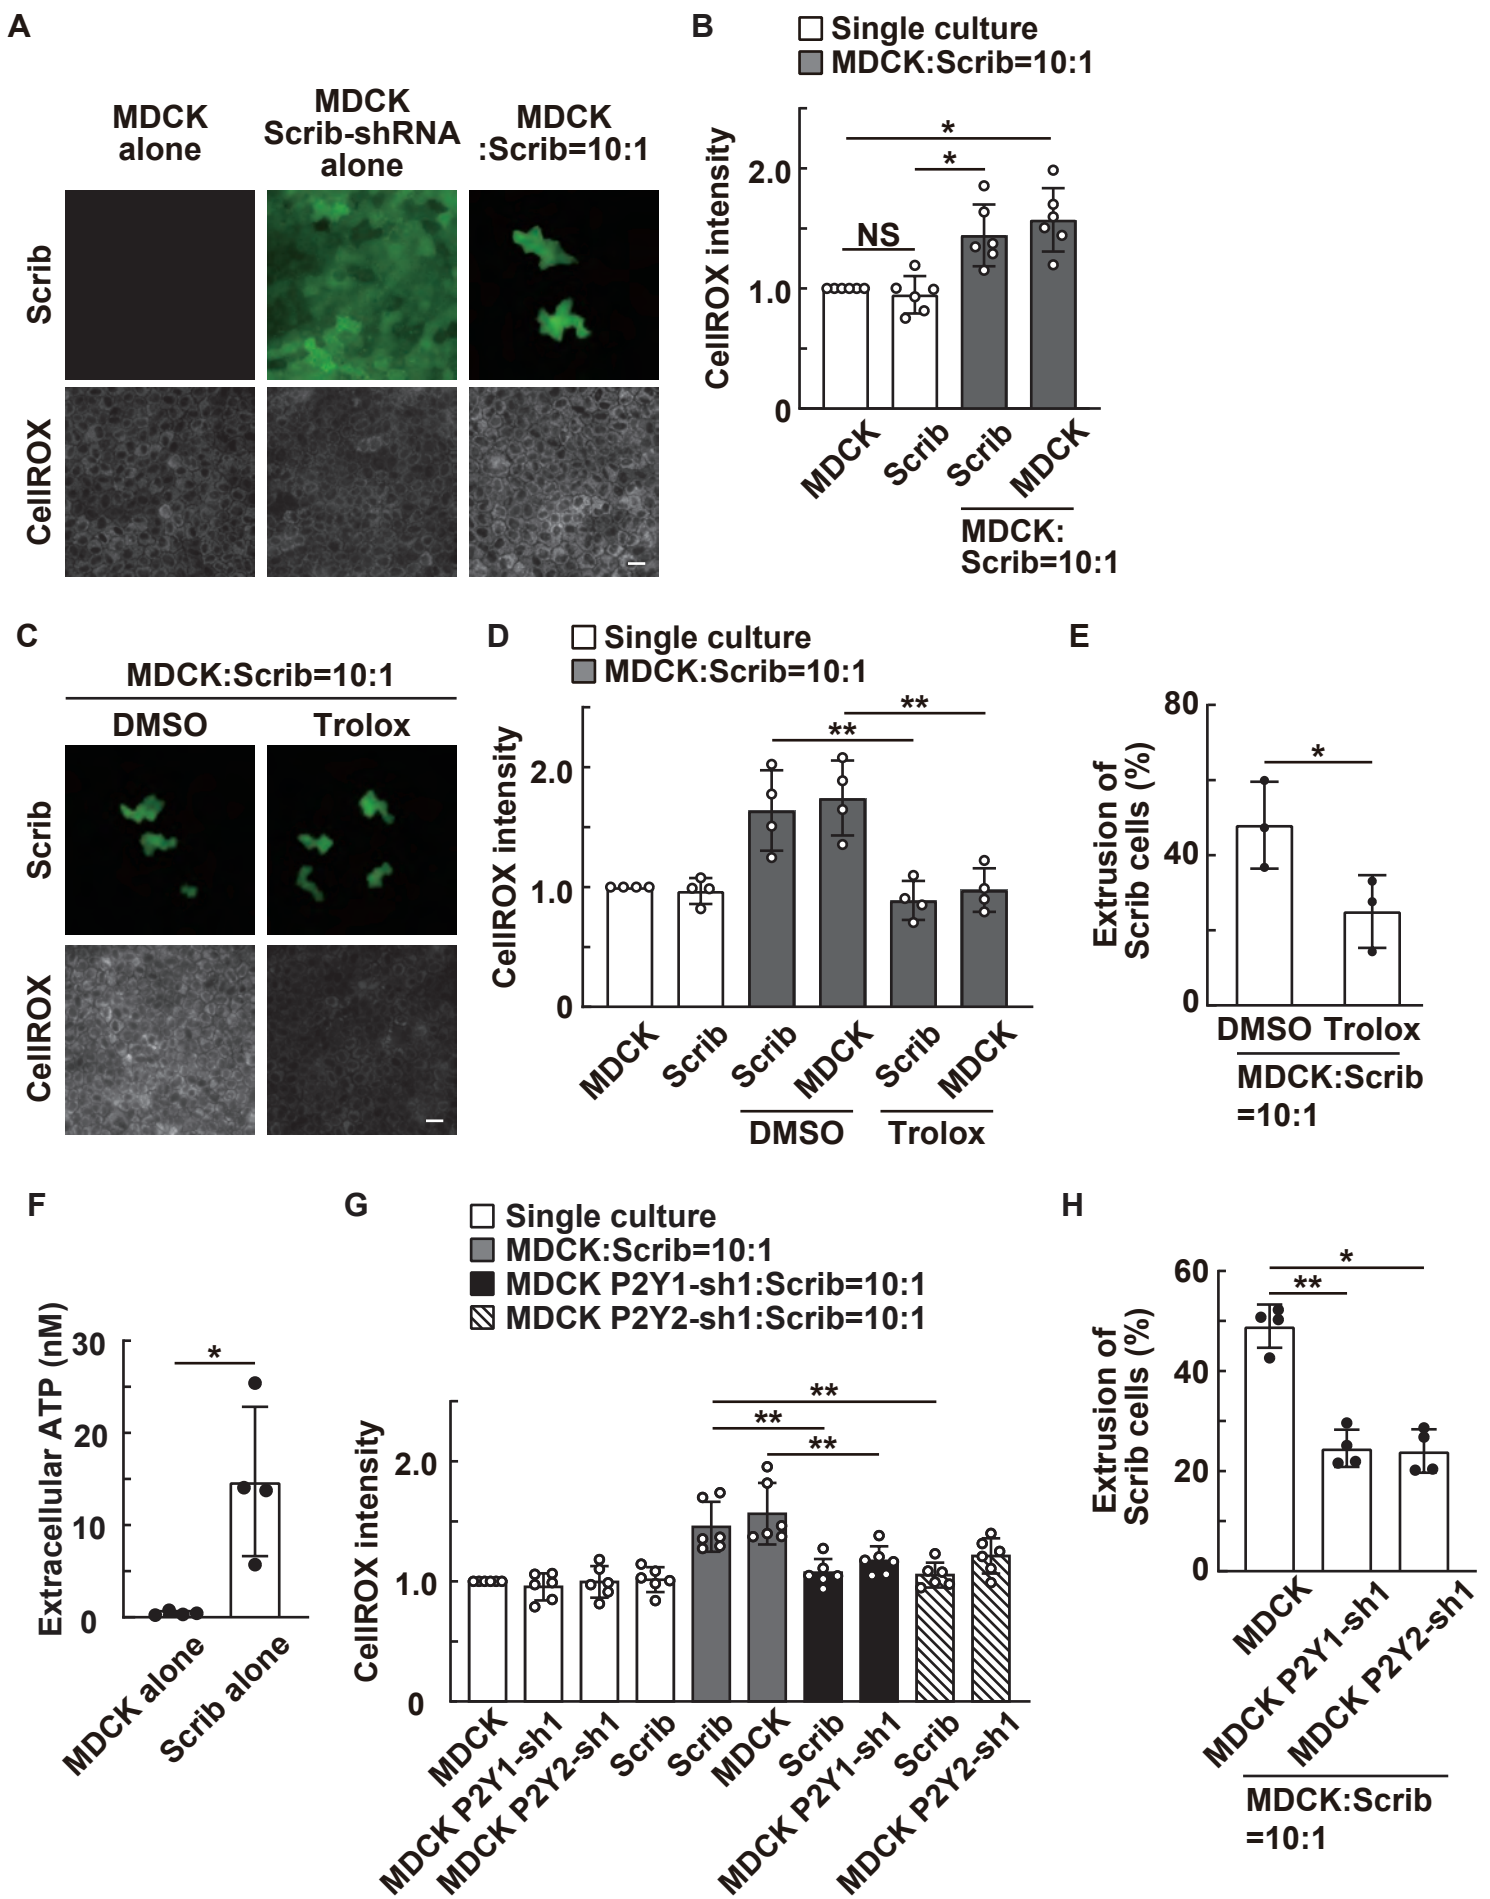 A
MDCK
alone
MDCK
Scrib-shRNA
alone
MDCK
:Scrib=10:1
Scrib
CellROX
B
Single culture
MDCK:Scrib=10:1
CellROX intensity
2.0
1.0
0
NS
*
*
MDCK
Scrib
Scrib
MDCK
MDCK:
Scrib=10:1
C
MDCK:Scrib=10:1
DMSO
Trolox
Scrib
CellROX
D
Single culture
MDCK:Scrib=10:1
CellROX intensity
2.0
1.0
0
**
**
MDCK
Scrib
Scrib
MDCK
Scrib
MDCK
DMSO
Trolox
E
Extrusion of
Scrib cells (%)
80
40
0
*
DMSO
Trolox
MDCK:Scrib
=10:1
F
Extracellular ATP (nM)
30
20
10
0
*
MDCK alone
Scrib alone
G
Single culture
MDCK:Scrib=10:1
MDCK P2Y1-sh1:Scrib=10:1
MDCK P2Y2-sh1:Scrib=10:1
CellROX intensity
2.0
1.0
0
**
**
**
MDCK
MDCK P2Y1-sh1
MDCK P2Y2-sh1
Scrib
Scrib
MDCK
Scrib
MDCK P2Y1-sh1
Scrib
MDCK P2Y2-sh1
H
Extrusion of
Scrib cells (%)
60
40
20
0
*
**
MDCK
MDCK P2Y1-sh1
MDCK P2Y2-sh1
MDCK:Scrib
=10:1